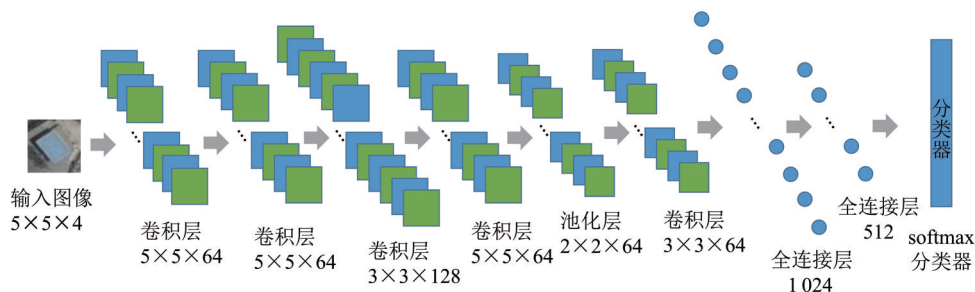 输入图像
5×5×4
卷积层
5×5×64
卷积层
5×5×64
卷积层
3×3×128
卷积层
5×5×64
池化层
2×2×64
卷积层
3×3×64
全连接层
1 024
全连接层
512
分类器
softmax
分类器